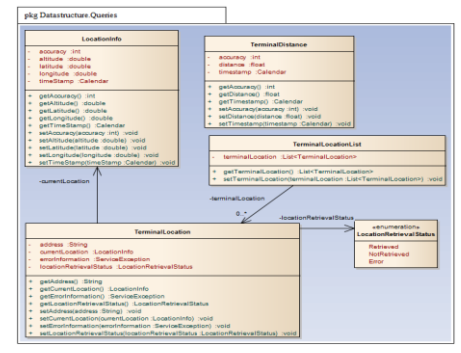 pkg Datastructure.Queries
LocationInfo
- accuracy :int
- altitude :double
- latitude :double
- longitude :double
- timeStamp :Calendar
+ getAccuracy() :int
+ getAltitude() :double
+ getLatitude() :double
+ getLongitude() :double
+ getTimeStamp() :Calendar
+ setAccuracy(accuracy :int) :void
+ setAltitude(altitude :double) :void
+ setLatitude(latitude :double) :void
+ setLongitude(longitude :double) :void
+ setTimeStamp(timeStamp :Calendar) :void
TerminalDistance
- accuracy :int
- distance :float
- timestamp :Calendar
+ getAccuracy() :int
+ getDistance() :float
+ getTimestamp() :Calendar
+ setAccuracy(accuracy :int) :void
+ setDistance(distance :float) :void
+ setTimestamp(timestamp :Calendar) :void
TerminalLocationList
- terminalLocation :List<TerminalLocation>
+ getTerminalLocation() :List<TerminalLocation>
+ setTerminalLocation(terminalLocation :List<TerminalLocation>) :void
-currentLocation
-terminalLocation
0..*
-locationRetrievalStatus
TerminalLocation
- address :String
- currentLocation :LocationInfo
- errorInformation :ServiceException
- locationRetrievalStatus :LocationRetrievalStatus
+ getAddress() :String
+ getCurrentLocation() :LocationInfo
+ getErrorInformation() :ServiceException
+ getLocationRetrievalStatus() :LocationRetrievalStatus
+ setAddress(address :String) :void
+ setCurrentLocation(currentLocation :LocationInfo) :void
+ setErrorInformation(errorInformation :ServiceException) :void
+ setLocationRetrievalStatus(locationRetrievalStatus :LocationRetrievalStatus) :void
«enumeration»
LocationRetrievalStatus
Retrieved
NotRetrieved
Error